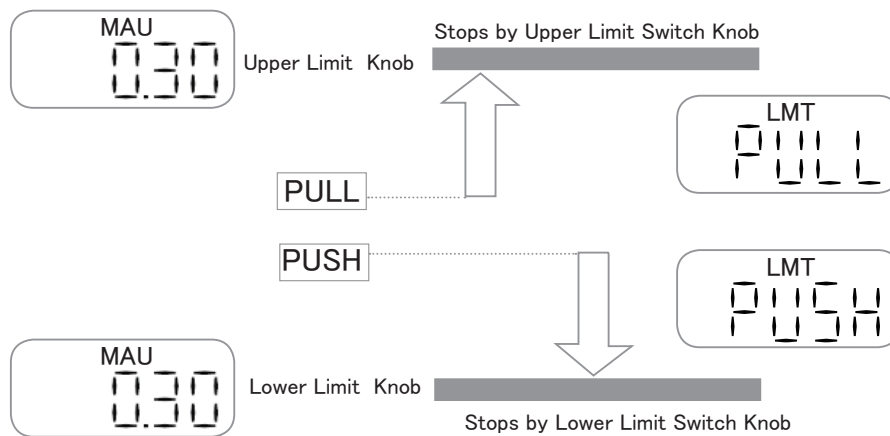 MAU
0.30
Upper Limit Knob
Stops by Upper Limit Switch Knob
LMT
PULL
PULL
PUSH
LMT
PUSH
MAU
0.30
Lower Limit Knob
Stops by Lower Limit Switch Knob